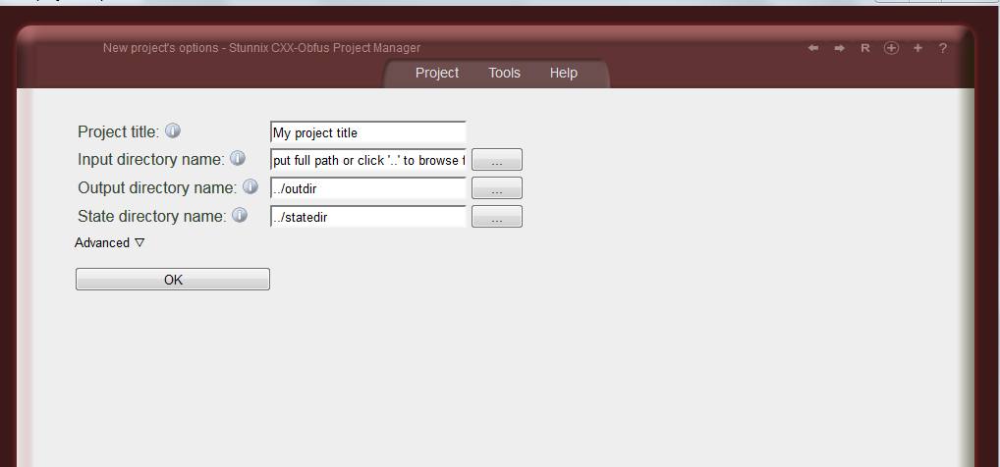 New project's options - Stunnix CXX-Obfus Project Manager
R
?
Project Tools Help
Project title:
My project title
Input directory name:
put full path or click '..' to browse
...
Output directory name:
../outdir
...
State directory name:
../statedir
...
Advanced
OK